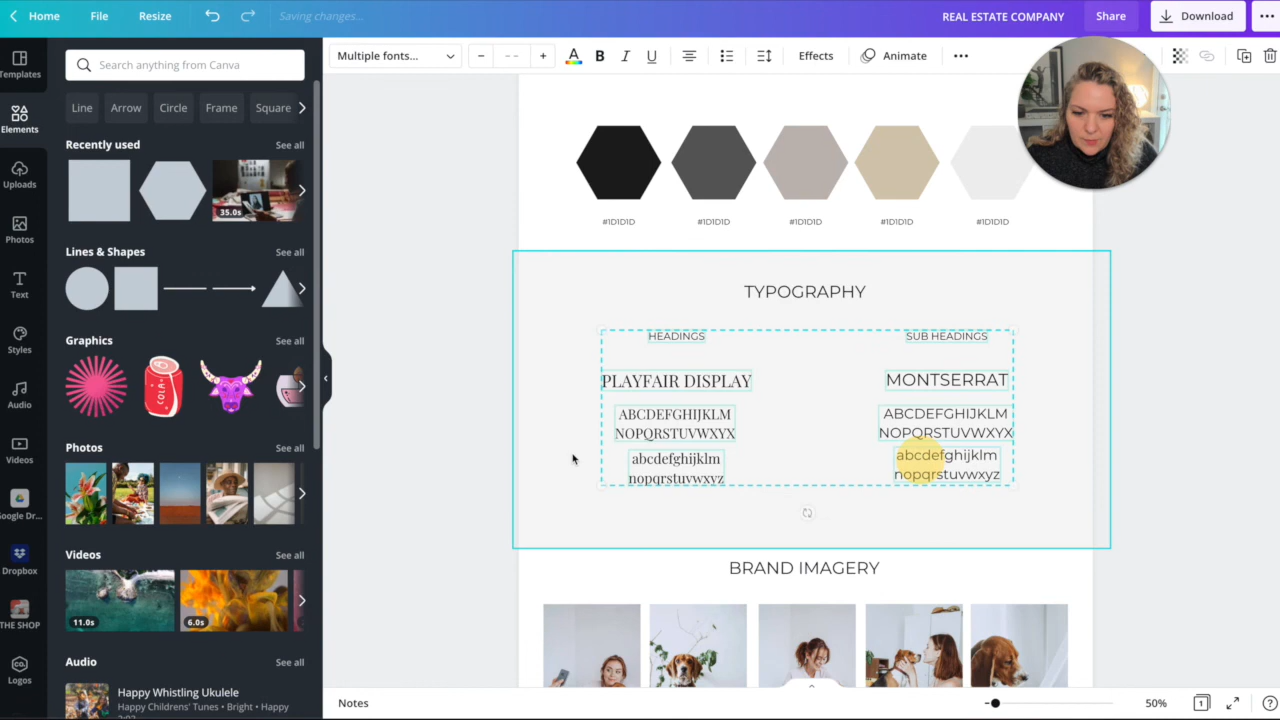 Home File Resize Saving changes... REAL ESTATE COMPANY Share Download
Multiple fonts... − -- + A B I U Effects Animate
Templates
Elements
Uploads
Photos
Text
Styles
Audio
Videos
Google Dr...
Dropbox
THE SHOP
CO.
Logos
Search anything from Canva
Line Arrow Circle Frame Square
Recently used See all
35.0s
Lines & Shapes See all
Graphics See all
COLA
Photos See all
Videos See all
11.0s 6.0s
Audio See all
Happy Whistling Ukulele
Happy Childrens' Tunes • Bright • Happy
#1D1D1D #1D1D1D #1D1D1D #1D1D1D #1D1D1D
TYPOGRAPHY
HEADINGS
PLAYFAIR DISPLAY
ABCDEFGHIJKLM
NOPQRSTUVWXYX
abcdefghijklm
nopqrstuvwxyz
SUB HEADINGS
MONTSERRAT
ABCDEFGHIJKLM
NOPQRSTUVWXYX
abcdefghijklm
nopqrstuvwxyz
BRAND IMAGERY
Notes 50% 1 ?